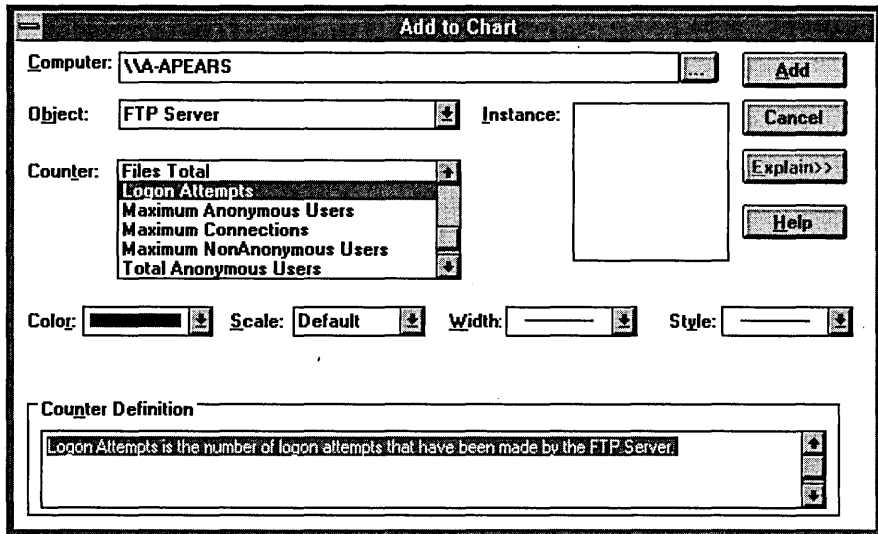 Add to Chart
Computer: \\A-APEARS ... Add
Object: FTP Server Instance: Cancel
Counter: Files Total Explain>>
Logon Attempts
Maximum Anonymous Users
Maximum Connections Help
Maximum NonAnonymous Users
Total Anonymous Users
Color: Scale: Default Width: Style:
Counter Definition
Logon Attempts is the number of logon attempts that have been made by the FTP Server.